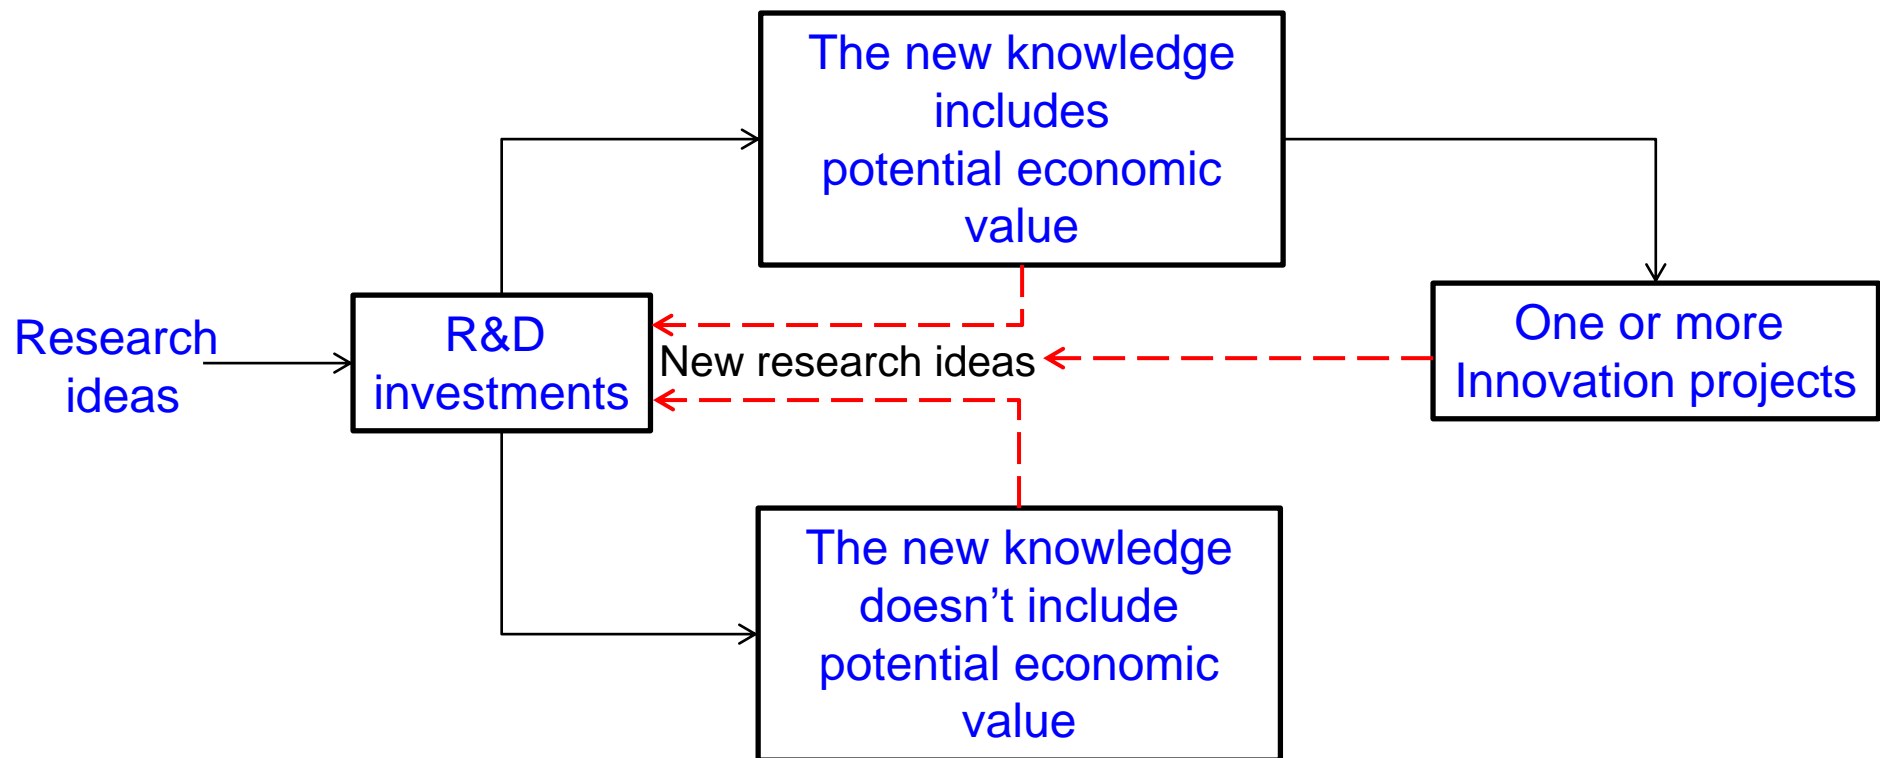 The new knowledge
includes
potential economic
value
Research
ideas
R&D
investments
New research ideas
One or more
Innovation projects
The new knowledge
doesn’t include
potential economic
value